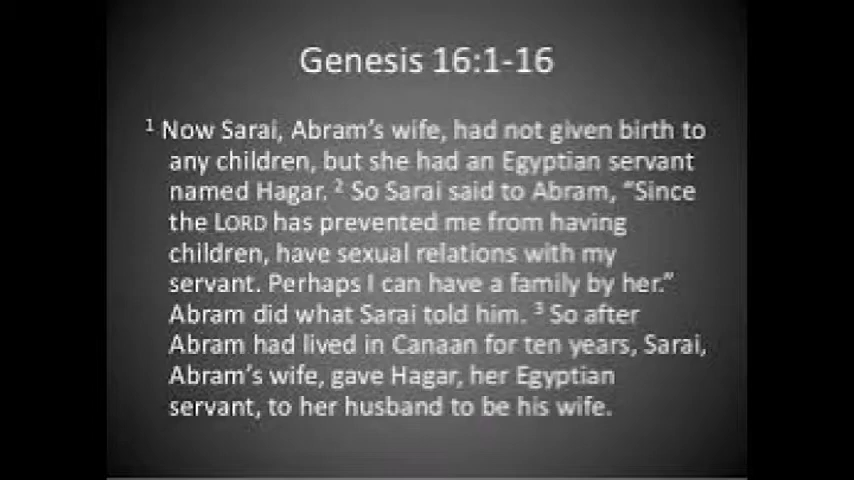 Genesis 16:1-16
¹ Now Sarai, Abram’s wife, had not given birth to
any children, but she had an Egyptian servant
named Hagar. ² So Sarai said to Abram, “Since
the LORD has prevented me from having
children, have sexual relations with my
servant. Perhaps I can have a family by her.”
Abram did what Sarai told him. ³ So after
Abram had lived in Canaan for ten years, Sarai,
Abram’s wife, gave Hagar, her Egyptian
servant, to her husband to be his wife.